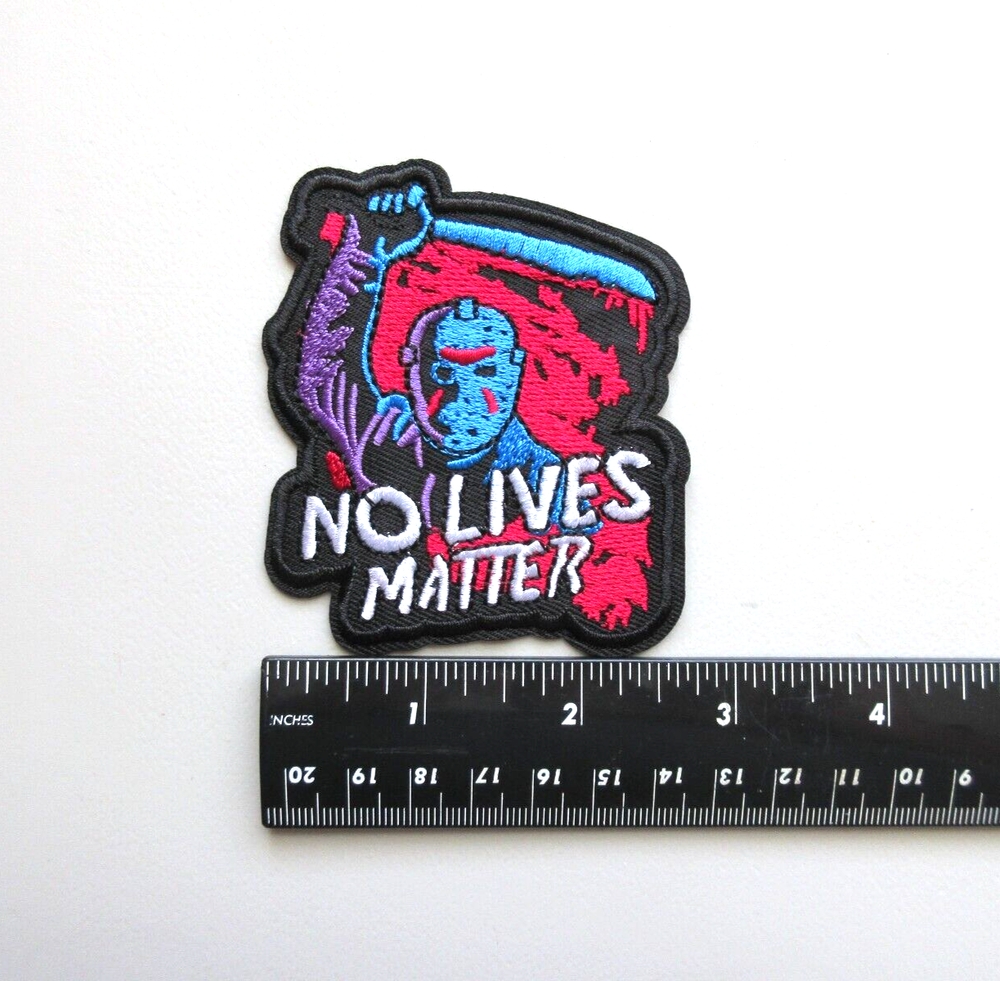 NO LIVES
MATTER
1 2 3 4
INCHES
20 19 18 17 16 15 14 13 12 11 10 9